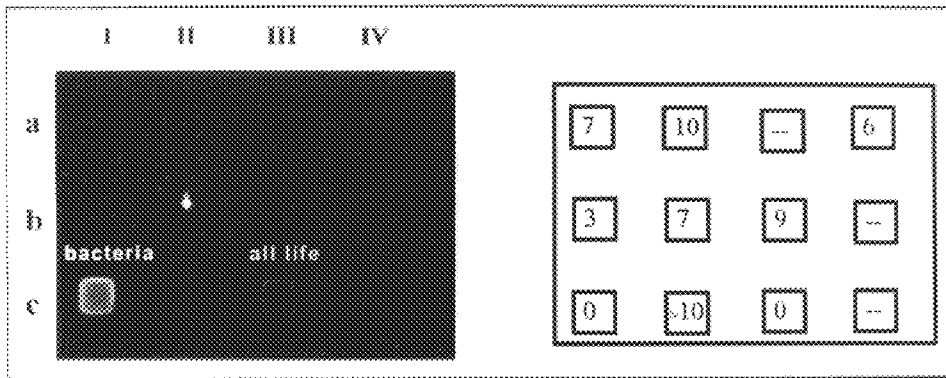 I II III IV
a 7 10 -- 6
b 3 7 9 --
bacteria all life
c 0 >10 0 --